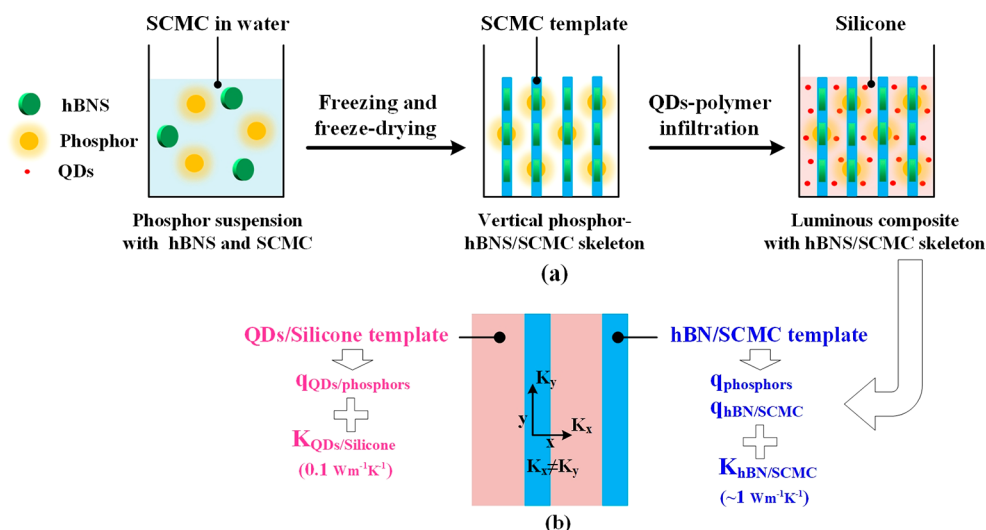 SCMC in water
SCMC template
Silicone
hBNS
Phosphor
QDs
Freezing and
freeze-drying
QDs-polymer
infiltration
Phosphor suspension
with hBNS and SCMC
Vertical phosphor-
hBNS/SCMC skeleton
Luminous composite
with hBNS/SCMC skeleton
(a)
QDs/Silicone template
hBN/SCMC template
qQDs/phosphors
KQDs/Silicone
(0.1 Wm-1K-1)
Ky
y
Kx
x
Kx≠Ky
qphosphors
qhBN/SCMC
KhBN/SCMC
(~1 Wm-1K-1)
(b)